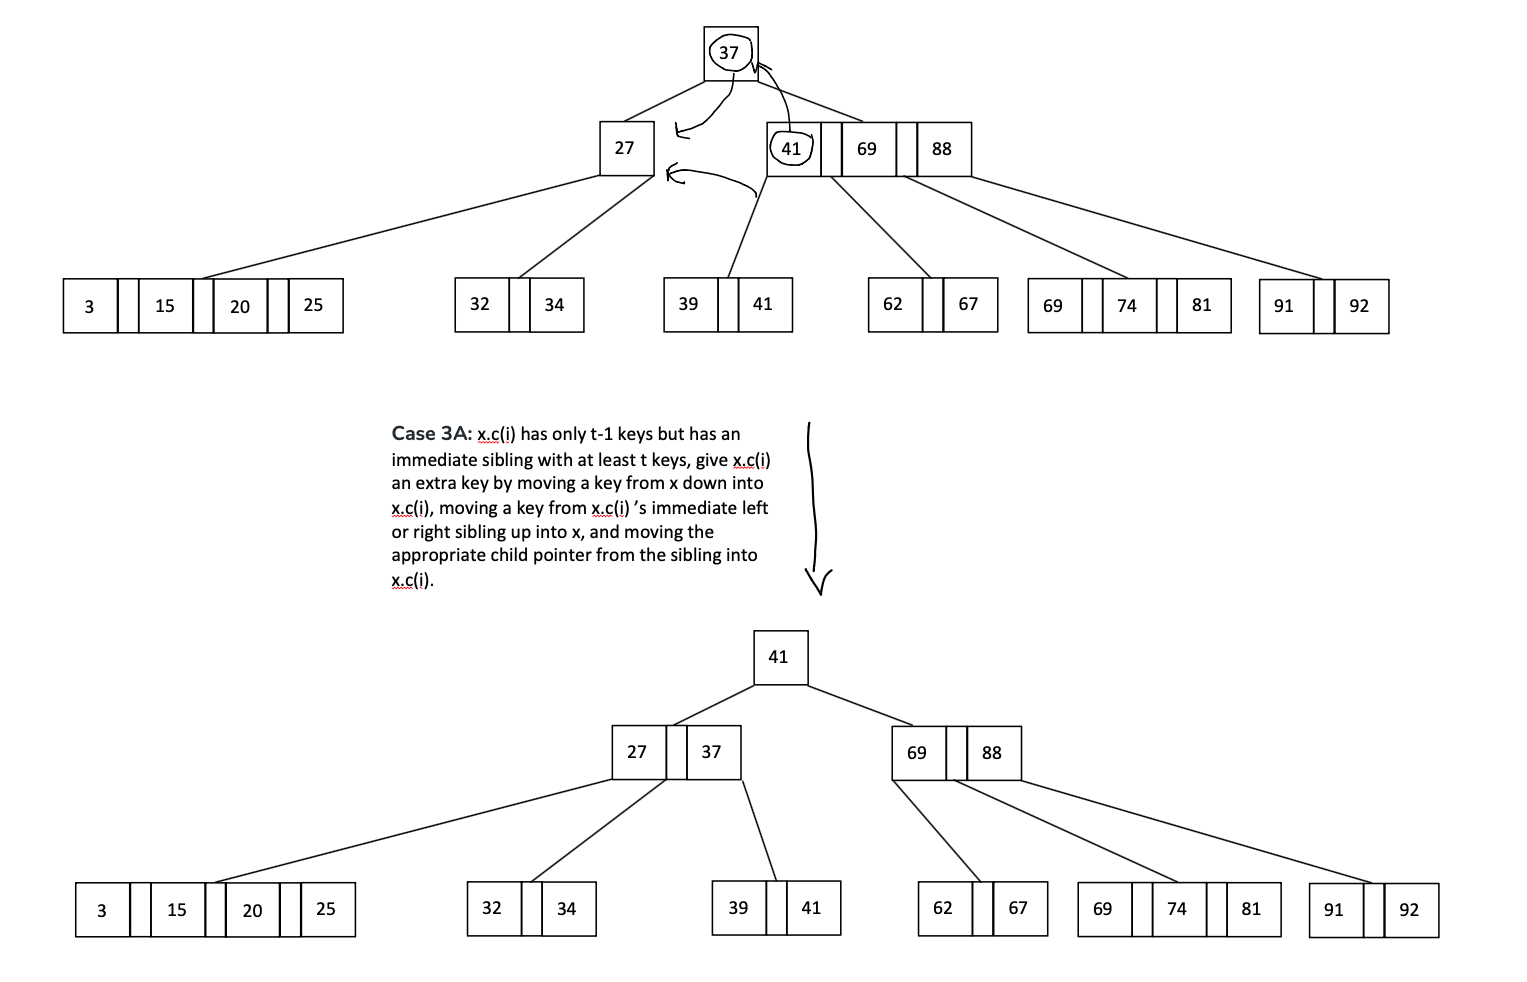 37
27 41 69 88
3 15 20 25 32 34 39 41 62 67 69 74 81 91 92
Case 3A: x.c(i) has only t-1 keys but has an
immediate sibling with at least t keys, give x.c(i)
an extra key by moving a key from x down into
x.c(i), moving a key from x.c(i) ’s immediate left
or right sibling up into x, and moving the
appropriate child pointer from the sibling into
x.c(i).
41
27 37 69 88
3 15 20 25 32 34 39 41 62 67 69 74 81 91 92